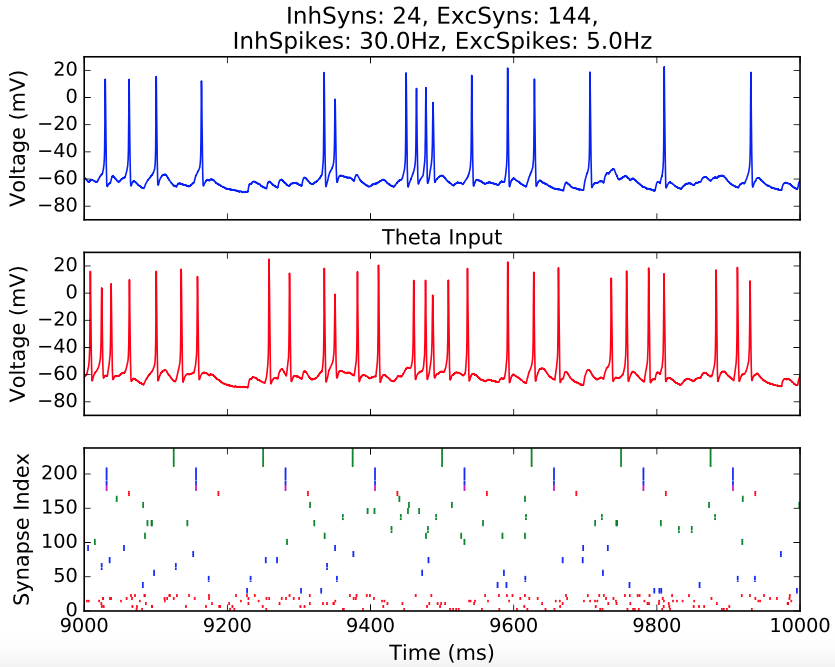 InhSyns: 24, ExcSyns: 144,
InhSpikes: 30.0Hz, ExcSpikes: 5.0Hz
20
0
−20
−40
−60
−80
Voltage (mV)
Theta Input
20
0
−20
−40
−60
−80
Voltage (mV)
200
150
100
50
0
Synapse Index
9000 9200 9400 9600 9800 10000
Time (ms)